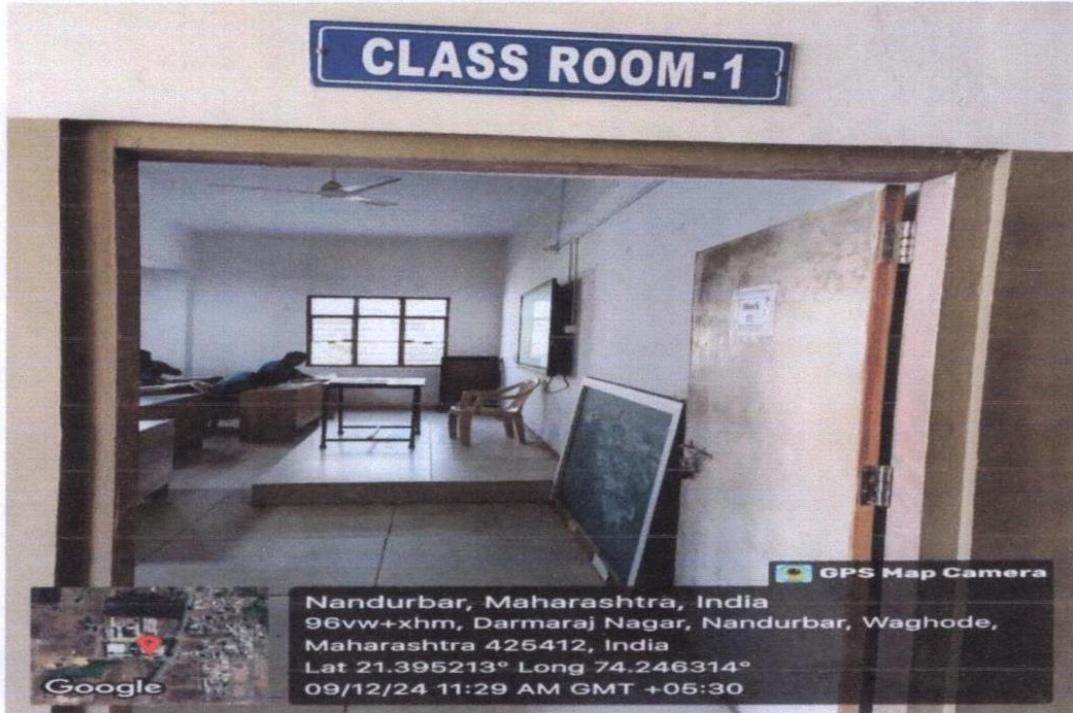 CLASS ROOM-1
GPS Map Camera
Nandurbar, Maharashtra, India
96vw+xhm, Darmaraj Nagar, Nandurbar, Waghode,
Maharashtra 425412, India
Lat 21.395213° Long 74.246314°
09/12/24 11:29 AM GMT +05:30
Google